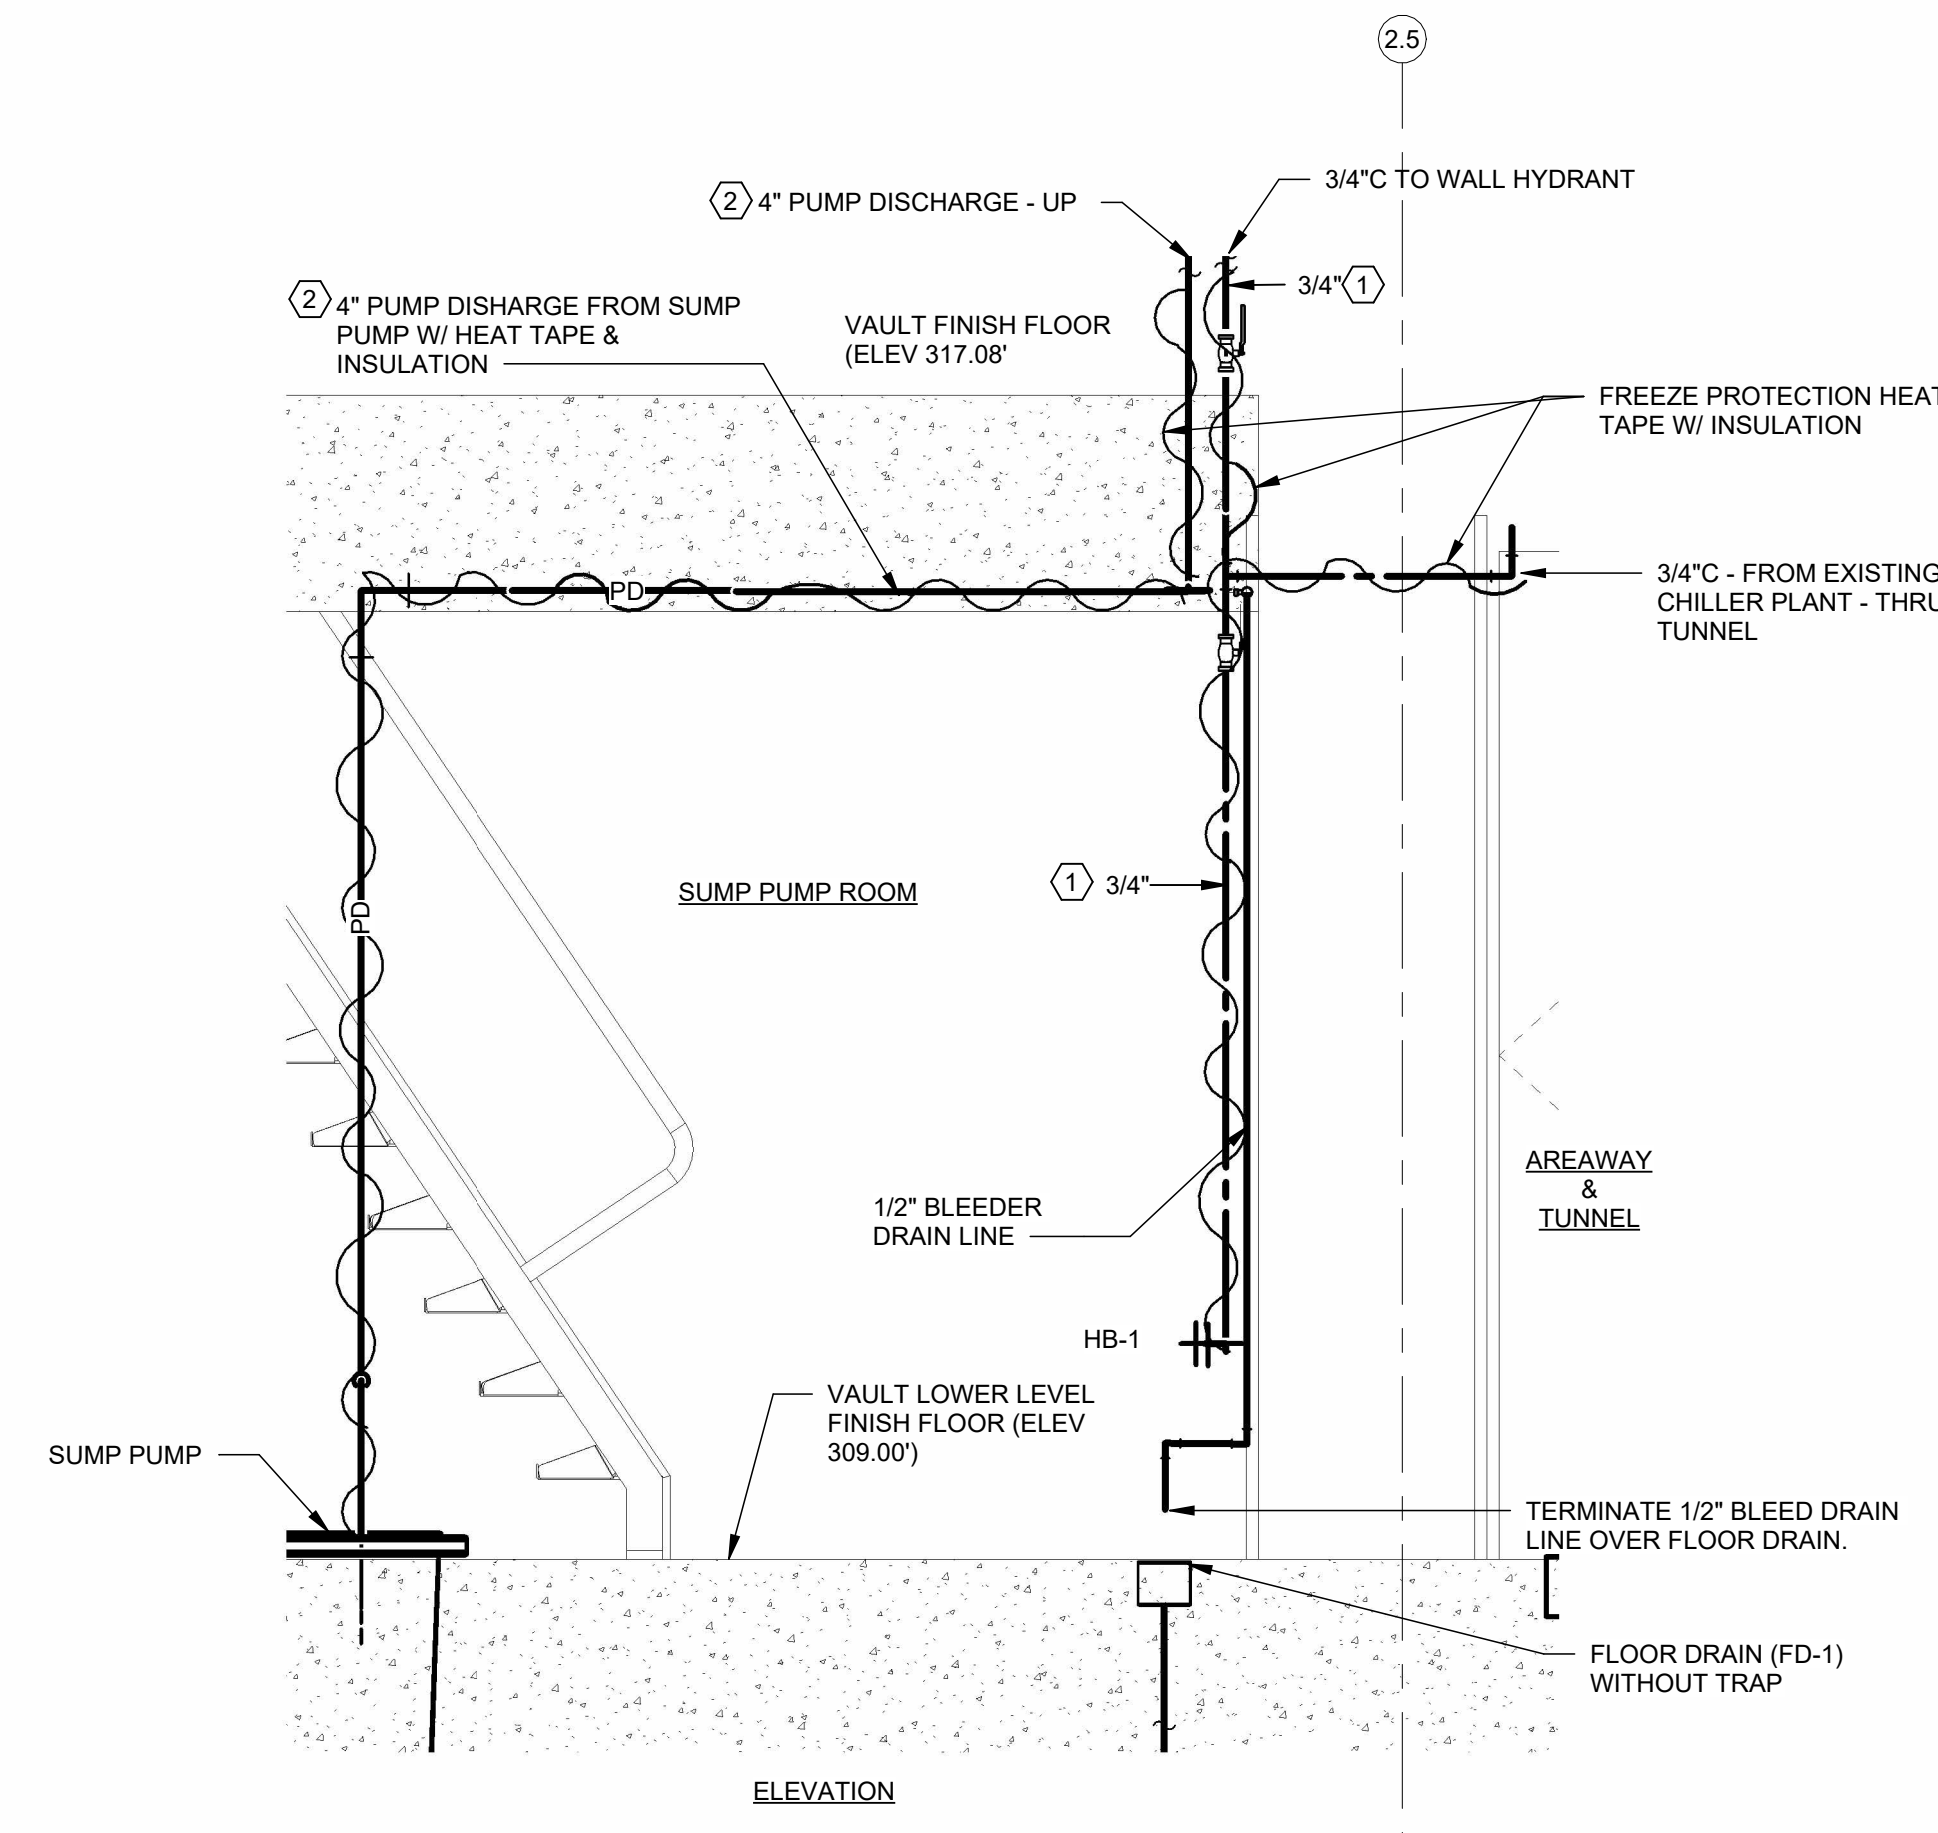 2.5
3/4"C TO WALL HYDRANT
2 4" PUMP DISCHARGE - UP
3/4" 1
2 4" PUMP DISHARGE FROM SUMP
PUMP W/ HEAT TAPE &
INSULATION
VAULT FINISH FLOOR
(ELEV 317.08'
FREEZE PROTECTION HEAT
TAPE W/ INSULATION
PD
3/4"C - FROM EXISTING
CHILLER PLANT - THRU
TUNNEL
SUMP PUMP ROOM
1 3/4"
PD
AREAWAY
&
TUNNEL
1/2" BLEEDER
DRAIN LINE
HB-1
VAULT LOWER LEVEL
FINISH FLOOR (ELEV
309.00')
SUMP PUMP
TERMINATE 1/2" BLEED DRAIN
LINE OVER FLOOR DRAIN.
FLOOR DRAIN (FD-1)
WITHOUT TRAP
ELEVATION